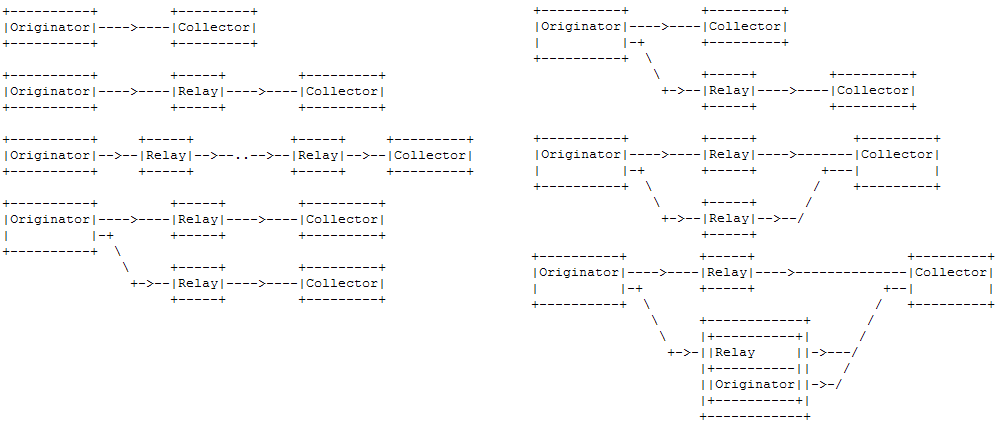 |Originator|---->----|Collector|
|Originator|---->----|Relay|---->----|Collector|
|Originator|-->--|Relay|-->--..-->--|Relay|-->--|Collector|
|Originator|---->----|Relay|---->----|Collector|
+->--|Relay|---->----|Collector|
|Originator|---->----|Collector|
+->--|Relay|---->----|Collector|
|Originator|---->----|Relay|---->-------|Collector|
+->--|Relay|-->--/
|Originator|---->----|Relay|---->--------------|Collector|
+->-||Relay     ||->---/
||Originator||->-/